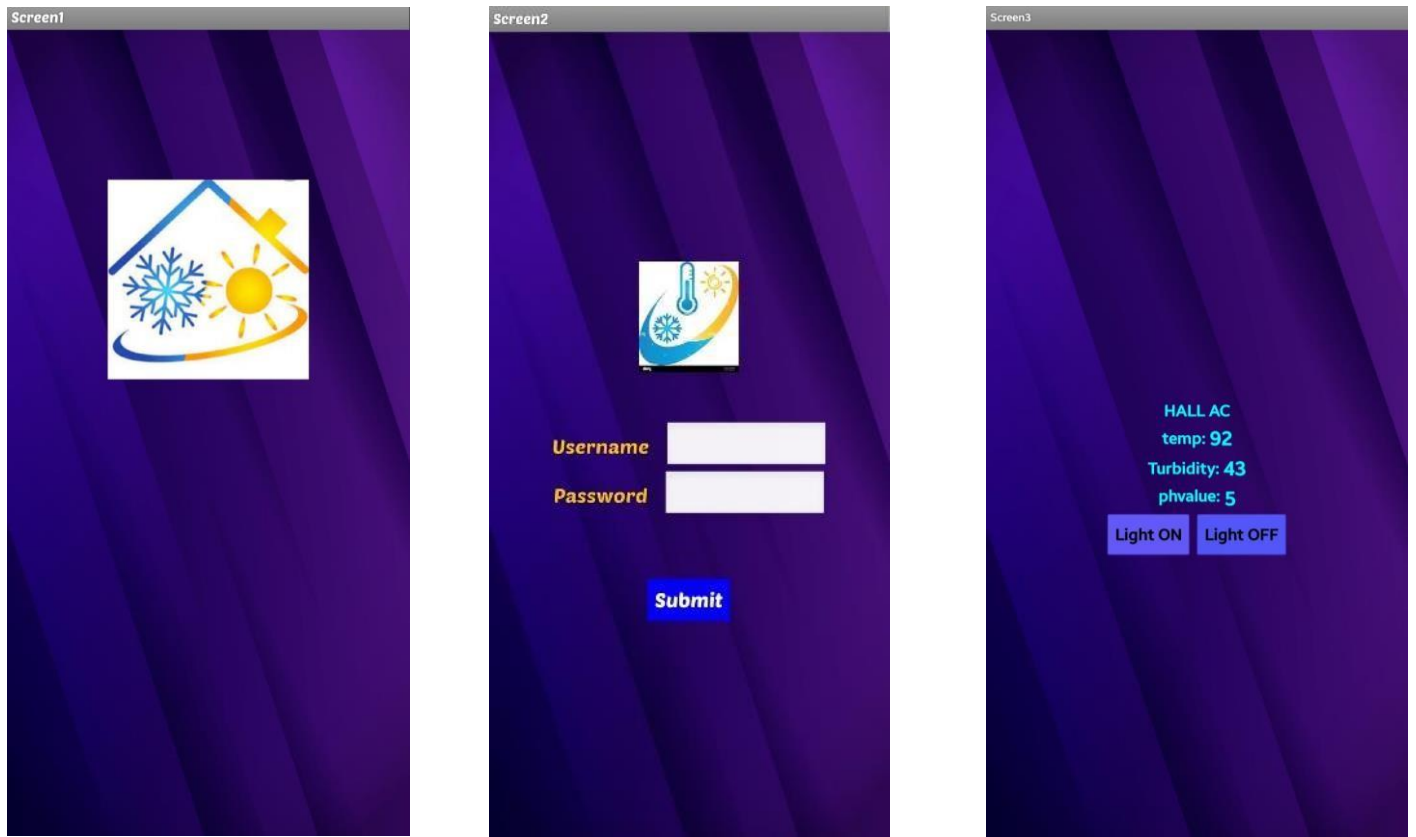 Screen1
Screen2
Username
Password
Submit
Screen3
HALL AC
temp: 92
Turbidity: 43
phvalue: 5
Light ON Light OFF